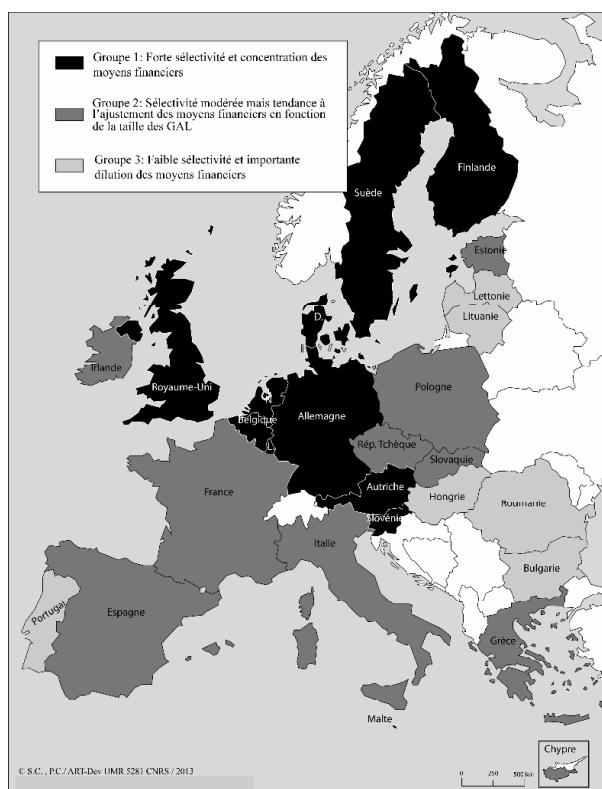 Groupe 1: Forte sélectivité et concentration des
moyens financiers
Groupe 2: Sélectivité modérée mais tendance à
l'ajustement des moyens financiers en fonction
de la taille des GAL
Groupe 3: Faible sélectivité et importante
dilution des moyens financiers
Finlande
Suède
Estonie
Lettonie
Lituanie
D.
Irlande
Royaume-Uni
Pologne
Belgique
Allemagne
Rép. Tchèque
Slovaquie
France
Autriche
Hongrie
Roumanie
Slovénie
Italie
Bulgarie
Portugal
Espagne
Grèce
Malte
Chypre
© S.C. , P.C./ ART-Dev UMR 5281 CNRS / 2013
0 250 500 km